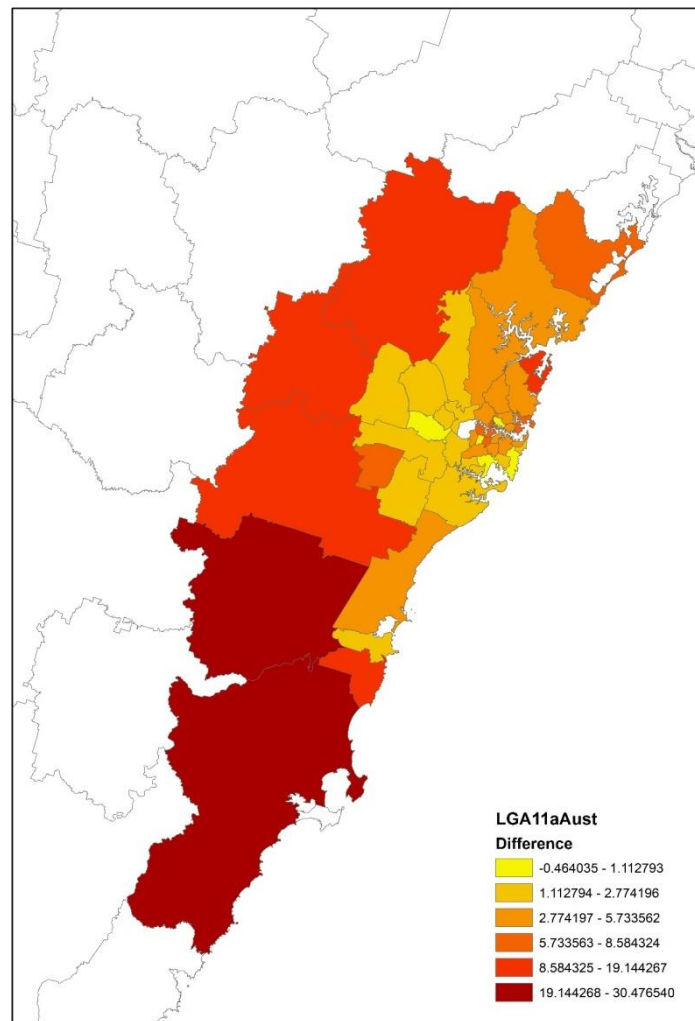 LGA11aAust
Difference
-0.464035 - 1.112793
1.112794 - 2.774196
2.774197 - 5.733562
5.733563 - 8.584324
8.584325 - 19.144267
19.144268 - 30.476540